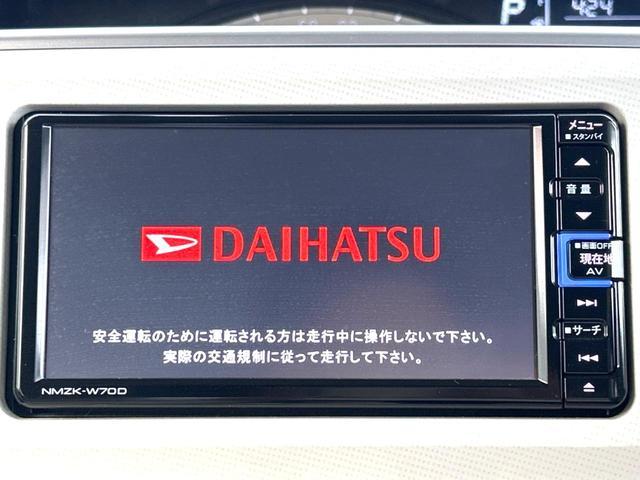 P
メニュー
■ スタンバイ
音量
■ 画面OFF
現在地
AV
■ サーチ
DAIHATSU
安全運転のために運転される方は走行中に操作しないで下さい。
実際の交通規制に従って走行して下さい。
NMZK-W70D